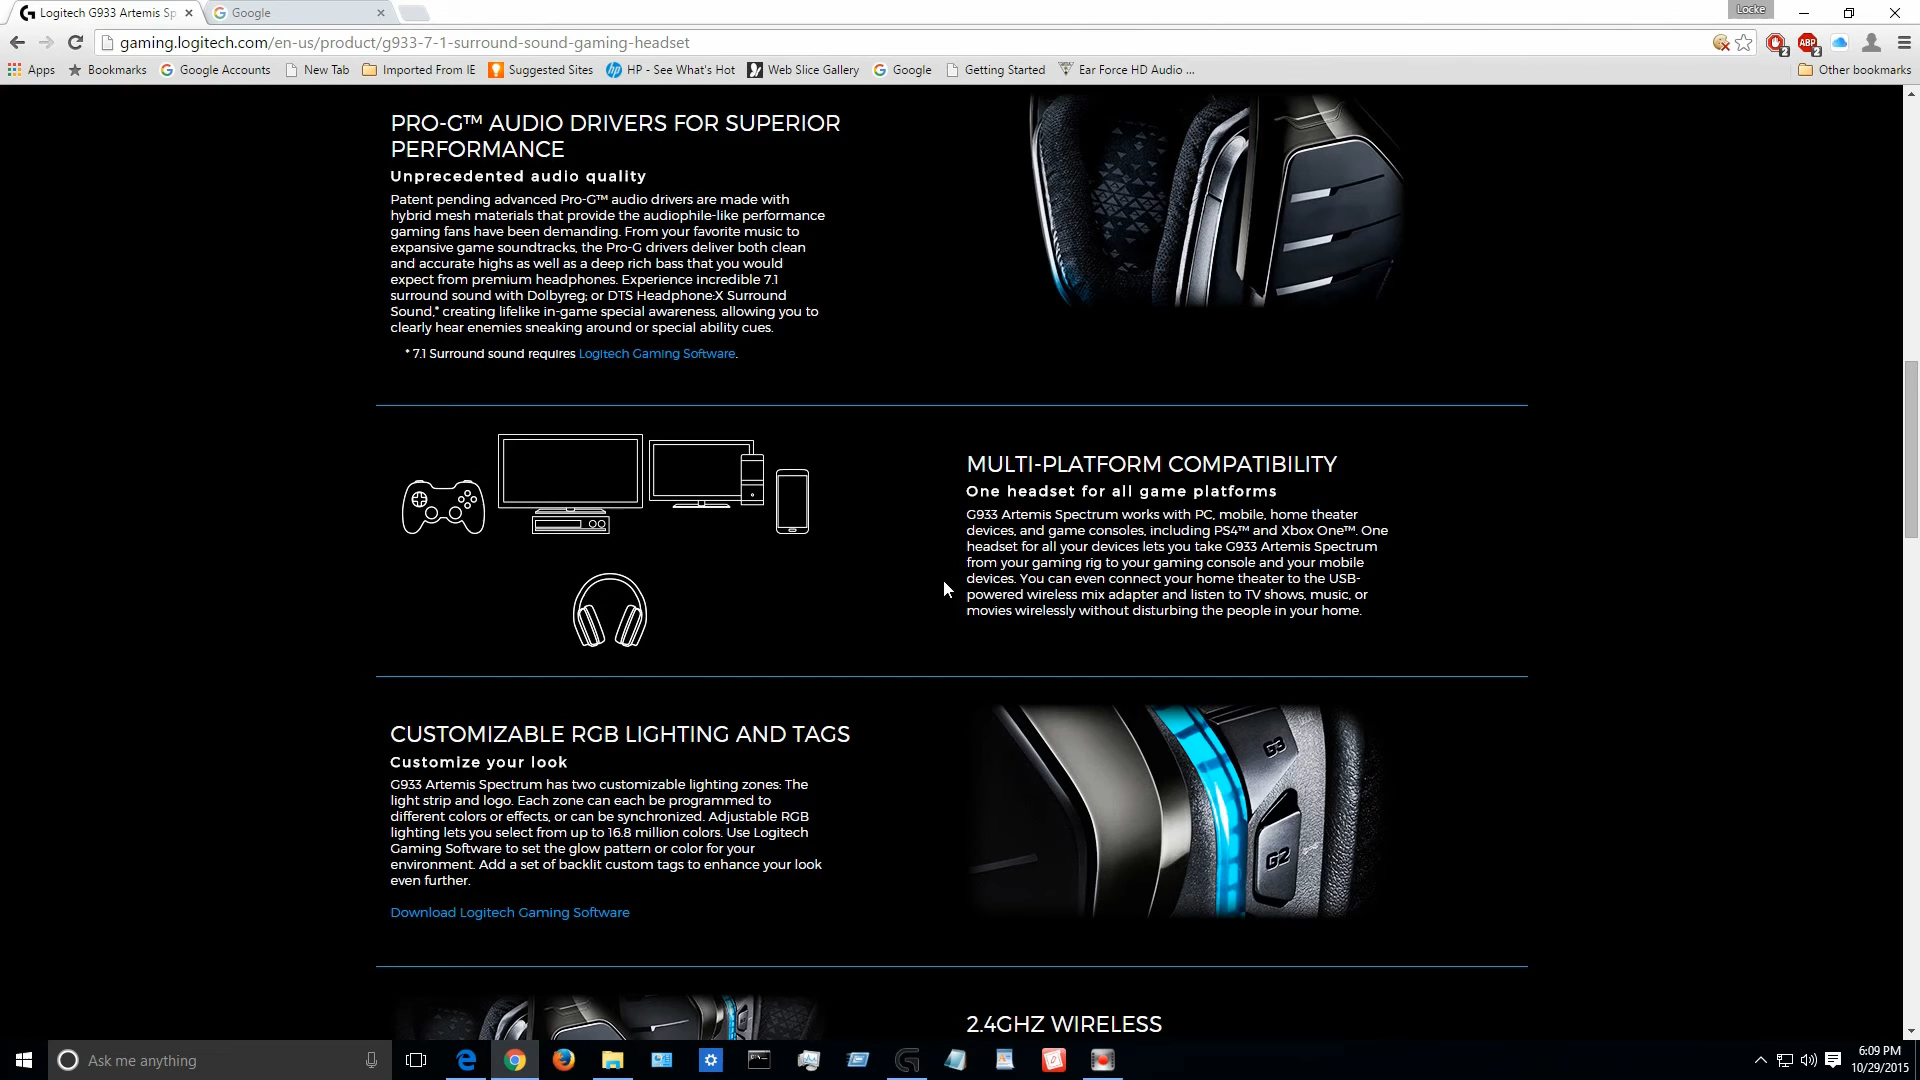 Logitech G933 Artemis Sp
Google
Locke
gaming.logitech.com/en-us/product/g933-7-1-surround-sound-gaming-headset
2
ABP
2
Apps
Bookmarks
Google Accounts
New Tab
Imported From IE
Suggested Sites
HP - See What's Hot
Web Slice Gallery
Google
Getting Started
Ear Force HD Audio ...
Other bookmarks
PRO-G™ AUDIO DRIVERS FOR SUPERIOR
PERFORMANCE
Unprecedented audio quality
Patent pending advanced Pro-G™ audio drivers are made with
hybrid mesh materials that provide the audiophile-like performance
gaming fans have been demanding. From your favorite music to
expansive game soundtracks, the Pro-G drivers deliver both clean
and accurate highs as well as a deep rich bass that you would
expect from premium headphones. Experience incredible 7.1
surround sound with Dolbyreg; or DTS Headphone:X Surround
Sound,* creating lifelike in-game special awareness, allowing you to
clearly hear enemies sneaking around or special ability cues.
* 7.1 Surround sound requires Logitech Gaming Software.
MULTI-PLATFORM COMPATIBILITY
One headset for all game platforms
G933 Artemis Spectrum works with PC, mobile, home theater
devices, and game consoles, including PS4™ and Xbox One™. One
headset for all your devices lets you take G933 Artemis Spectrum
from your gaming rig to your gaming console and your mobile
devices. You can even connect your home theater to the USB-
powered wireless mix adapter and listen to TV shows, music, or
movies wirelessly without disturbing the people in your home.
CUSTOMIZABLE RGB LIGHTING AND TAGS
Customize your look
G933 Artemis Spectrum has two customizable lighting zones: The
light strip and logo. Each zone can each be programmed to
different colors or effects, or can be synchronized. Adjustable RGB
lighting lets you select from up to 16.8 million colors. Use Logitech
Gaming Software to set the glow pattern or color for your
environment. Add a set of backlit custom tags to enhance your look
even further.
Download Logitech Gaming Software
G3
G2
2.4GHZ WIRELESS
Ask me anything
6:09 PM
10/29/2015